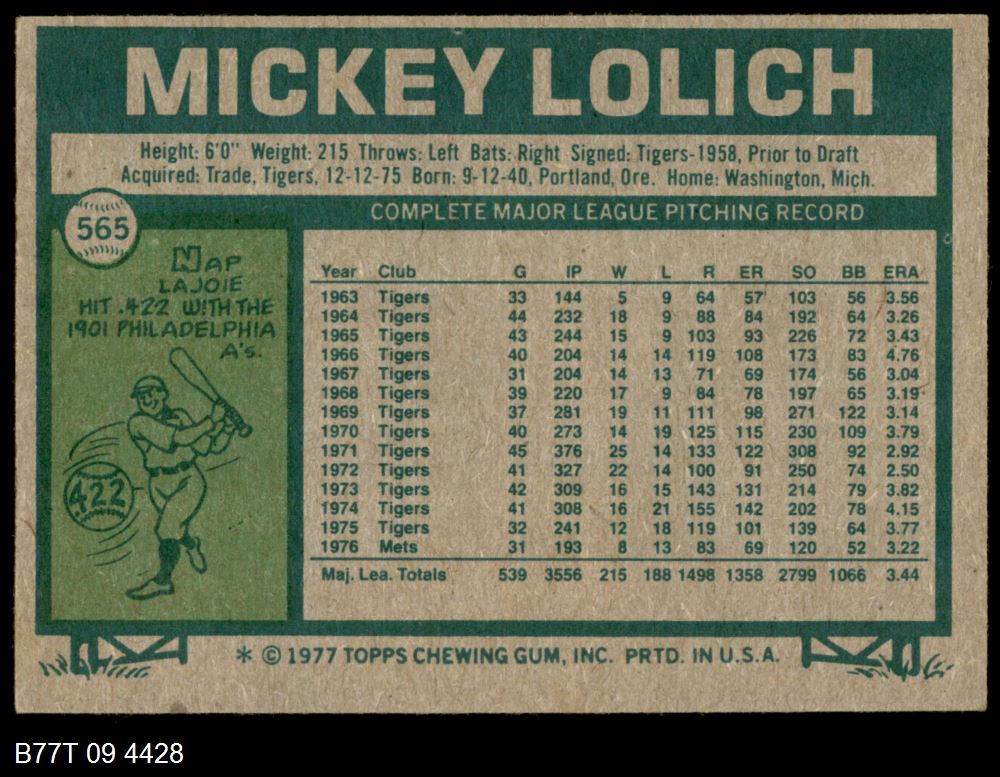 MICKEY LOLICH
Height: 6'0" Weight: 215 Throws: Left Bats: Right Signed: Tigers-1958, Prior to Draft
Acquired: Trade, Tigers, 12-12-75 Born: 9-12-40, Portland, Ore. Home: Washington, Mich.
565
COMPLETE MAJOR LEAGUE PITCHING RECORD
NAP
LAJOIE
HIT .422 WITH THE
1901 PHILADELPHIA
A's.
422
Year Club G IP W L R ER SO BB ERA
1963 Tigers 33 144 5 9 64 57 103 56 3.56
1964 Tigers 44 232 18 9 88 84 192 64 3.26
1965 Tigers 43 244 15 9 103 93 226 72 3.43
1966 Tigers 40 204 14 14 119 108 173 83 4.76
1967 Tigers 31 204 14 13 71 69 174 56 3.04
1968 Tigers 39 220 17 9 84 78 197 65 3.19
1969 Tigers 37 281 19 11 111 98 271 122 3.14
1970 Tigers 40 273 14 19 125 115 230 109 3.79
1971 Tigers 45 376 25 14 133 122 308 92 2.92
1972 Tigers 41 327 22 14 100 91 250 74 2.50
1973 Tigers 42 309 16 15 143 131 214 79 3.82
1974 Tigers 41 308 16 21 155 142 202 78 4.15
1975 Tigers 32 241 12 18 119 101 139 64 3.77
1976 Mets 31 193 8 13 83 69 120 52 3.22
Maj. Lea. Totals 539 3556 215 188 1498 1358 2799 1066 3.44
* © 1977 TOPPS CHEWING GUM, INC. PRTD. IN U.S.A.
B77T 09 4428